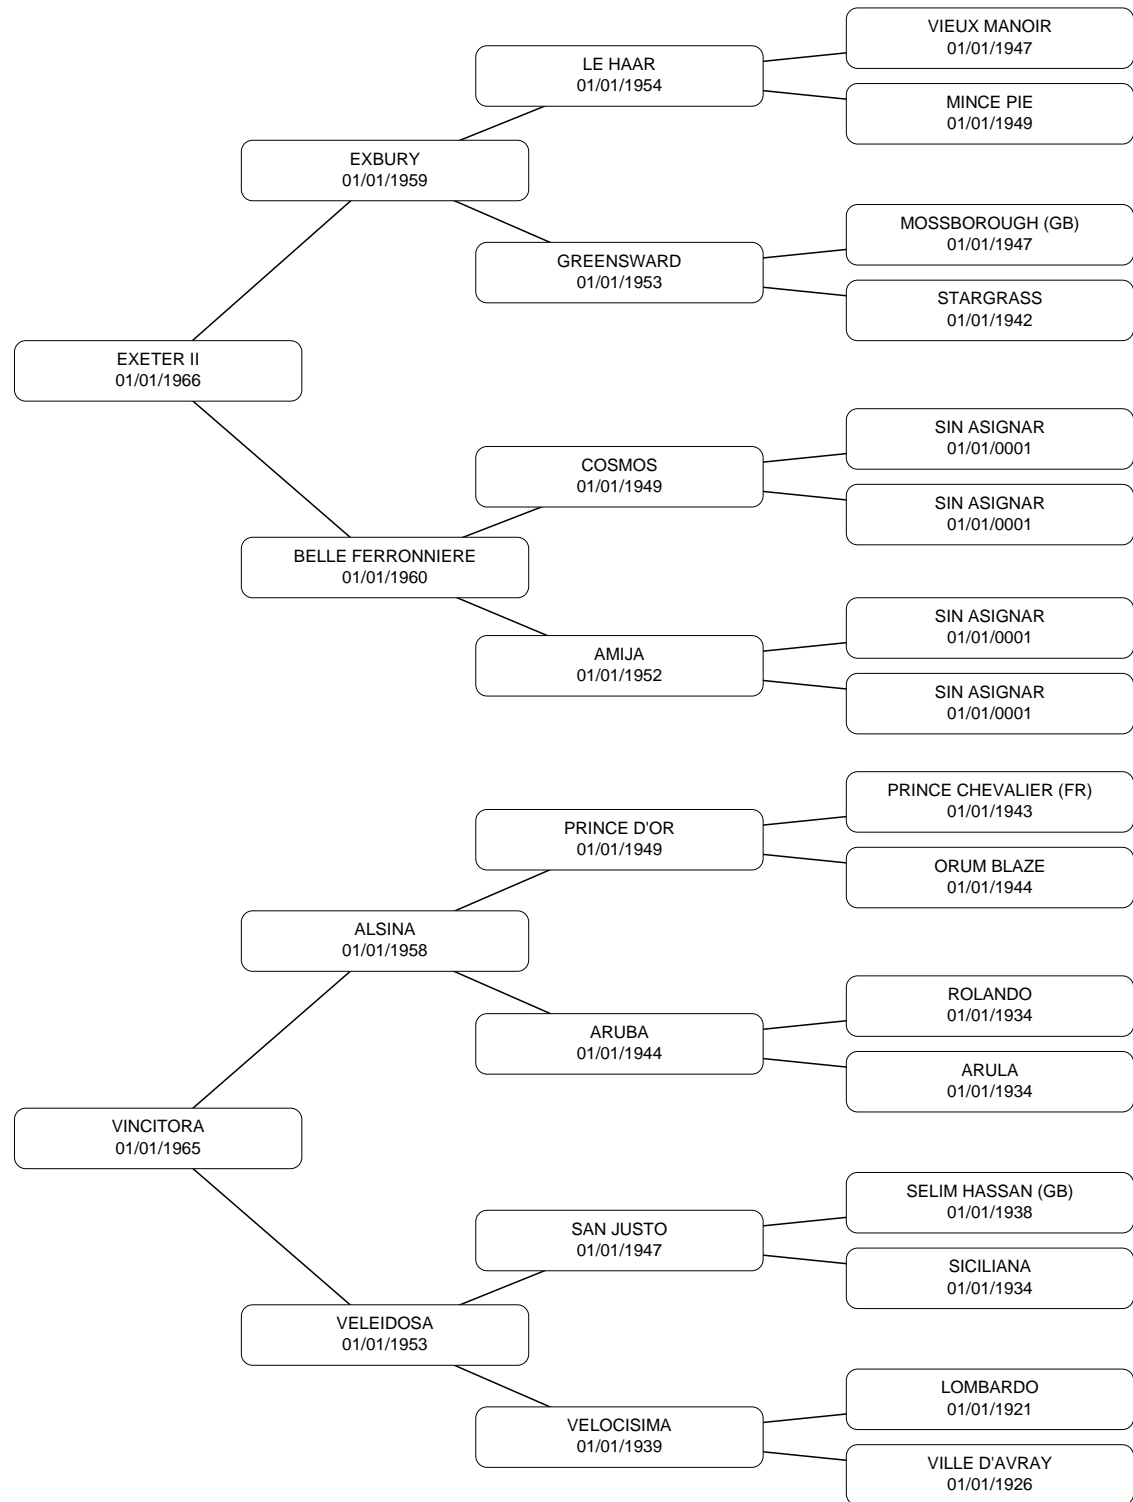 VIEUX MANOIR
01/01/1947
LE HAAR
01/01/1954
MINCE PIE
01/01/1949
EXBURY
01/01/1959
MOSSBOROUGH (GB)
01/01/1947
GREENSWARD
01/01/1953
STARGRASS
01/01/1942
EXETER II
01/01/1966
SIN ASIGNAR
01/01/0001
COSMOS
01/01/1949
SIN ASIGNAR
01/01/0001
BELLE FERRONNIERE
01/01/1960
SIN ASIGNAR
01/01/0001
AMIJA
01/01/1952
SIN ASIGNAR
01/01/0001
PRINCE CHEVALIER (FR)
01/01/1943
PRINCE D'OR
01/01/1949
ORUM BLAZE
01/01/1944
ALSINA
01/01/1958
ROLANDO
01/01/1934
ARUBA
01/01/1944
ARULA
01/01/1934
VINCITORA
01/01/1965
SELIM HASSAN (GB)
01/01/1938
SAN JUSTO
01/01/1947
SICILIANA
01/01/1934
VELEIDOSA
01/01/1953
LOMBARDO
01/01/1921
VELOCISIMA
01/01/1939
VILLE D'AVRAY
01/01/1926